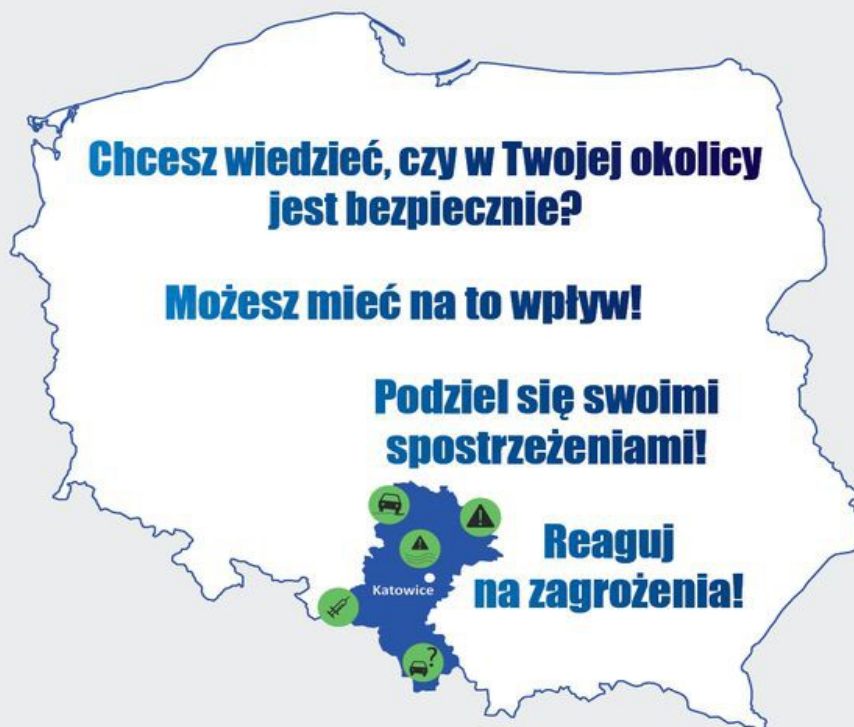 Chcesz wiedzieć, czy w Twojej okolicy
jest bezpiecznie?
Możesz mieć na to wpływ!
Podziel się swoimi
spostrzeżeniami!
Reaguj
na zagrożenia!
Katowice
?